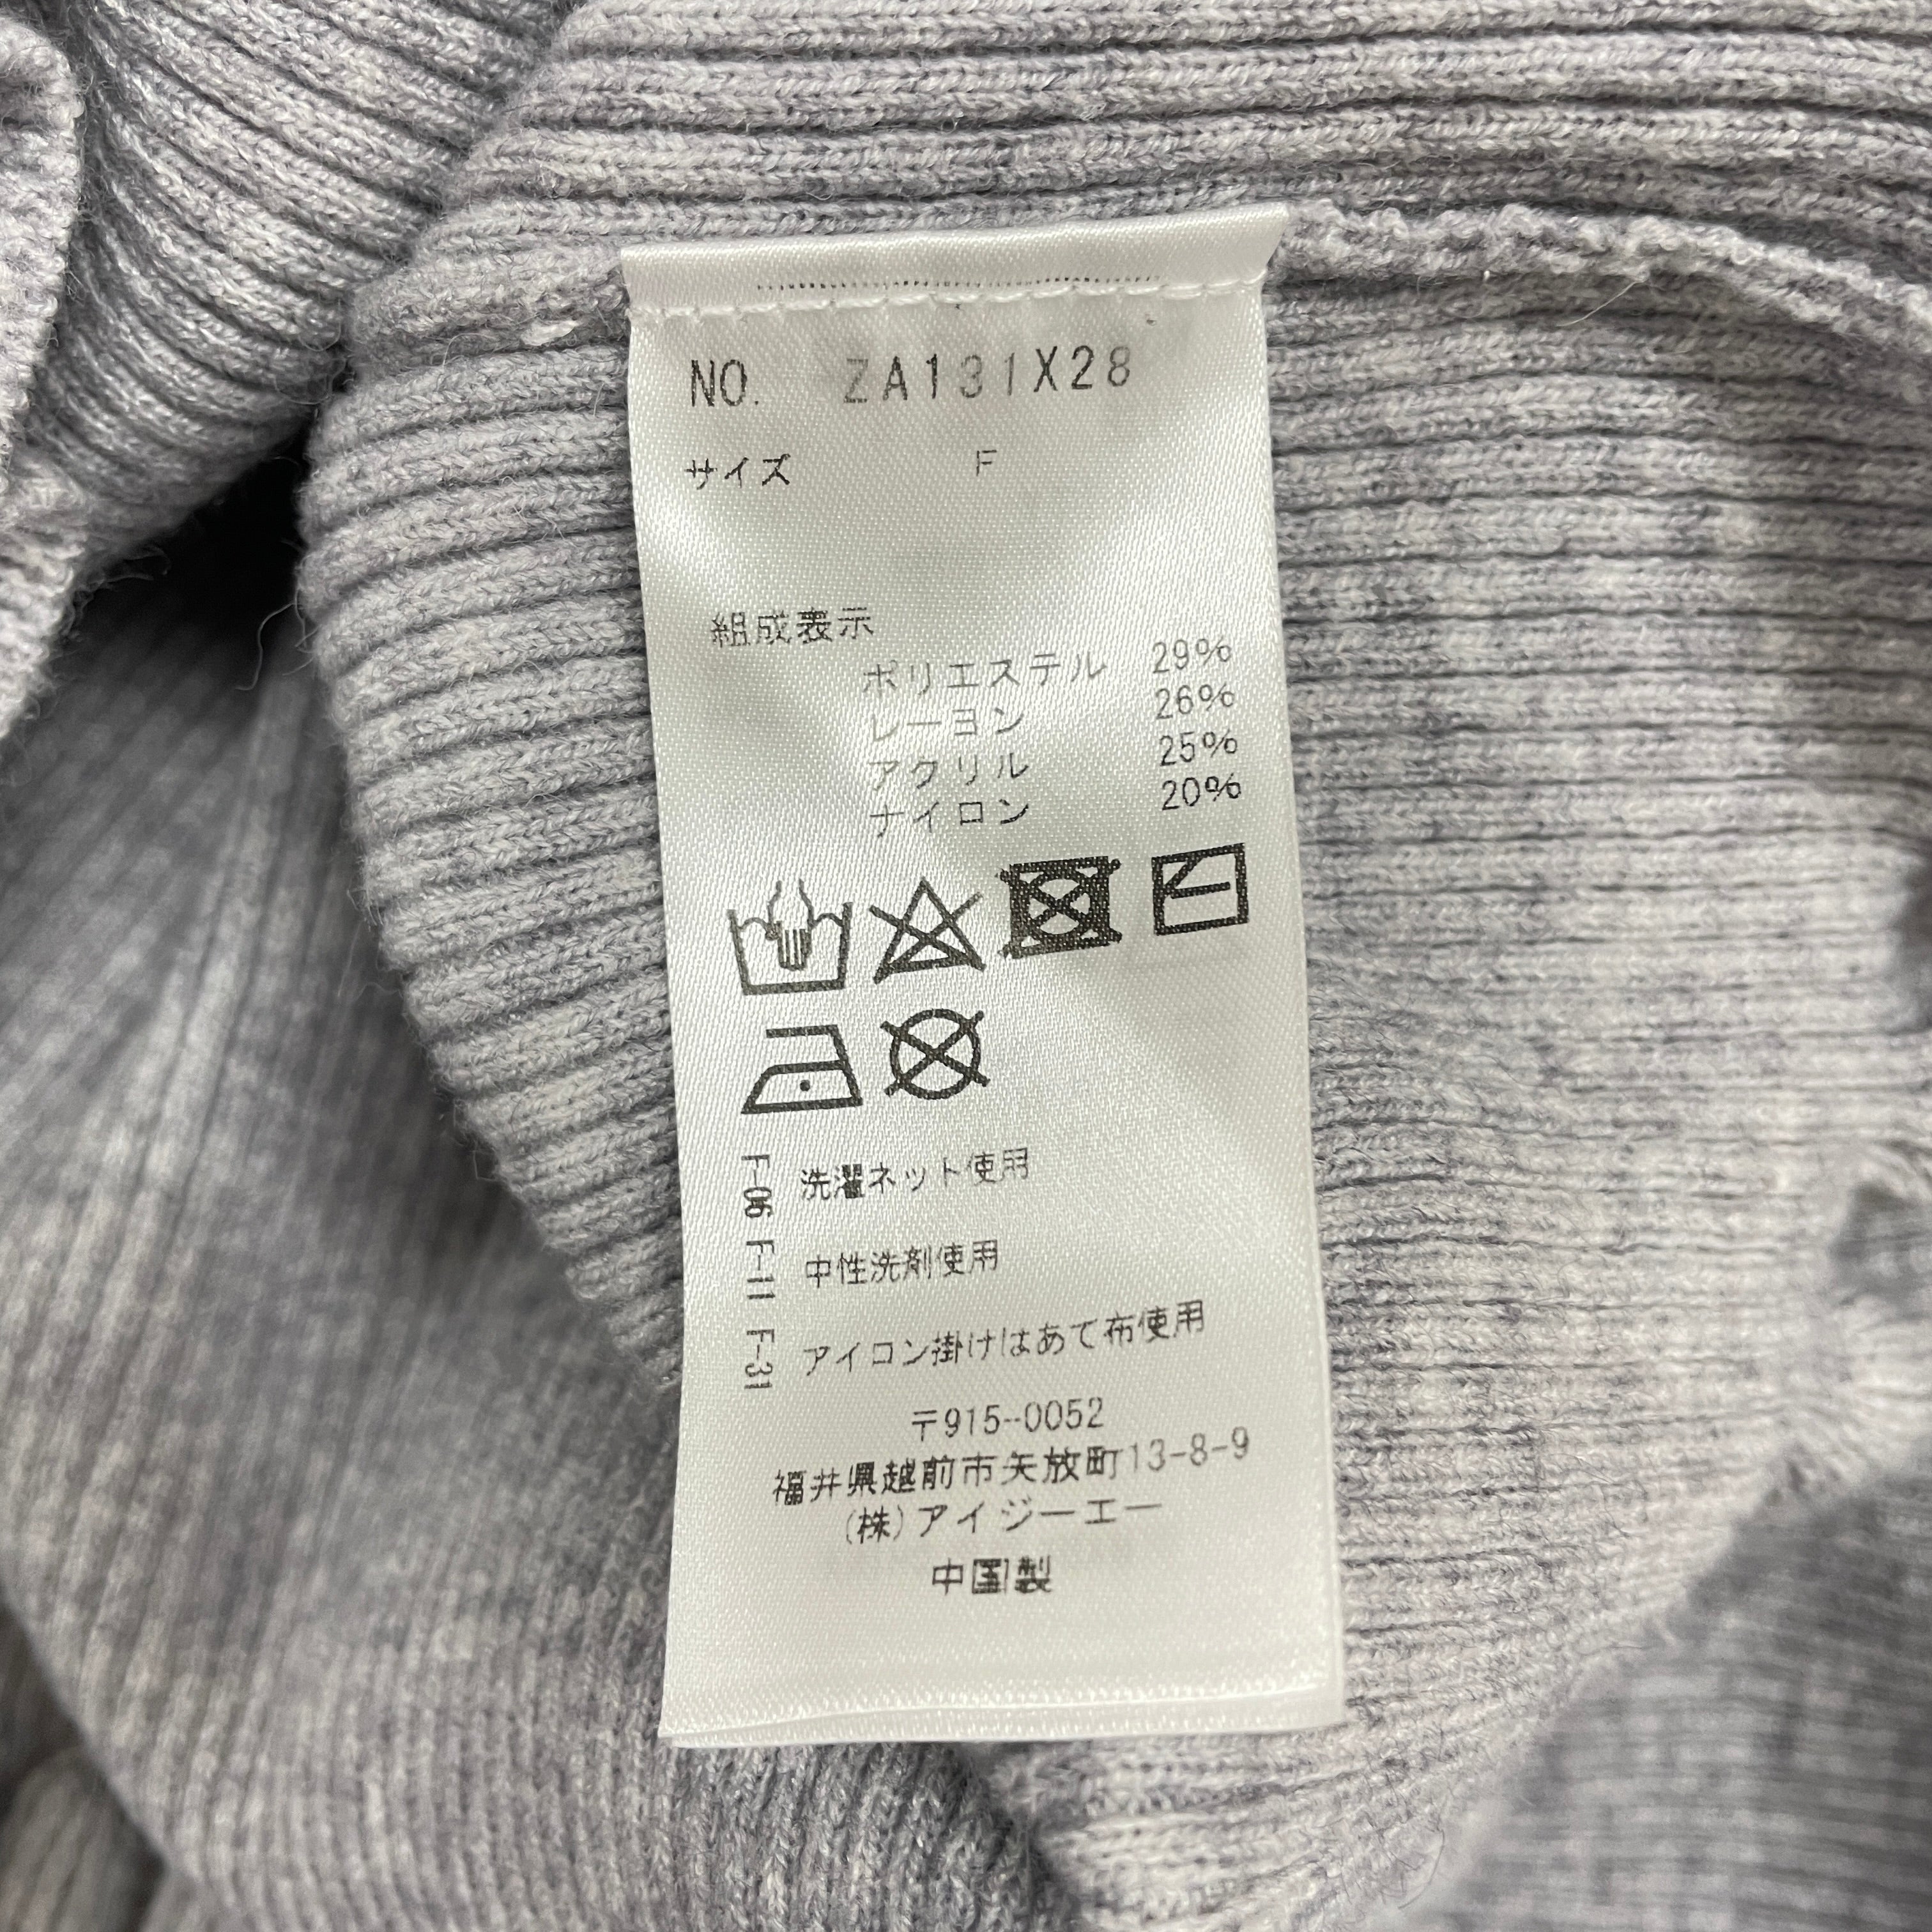 NO. ZA131X28
サイズ F
組成表示
ポリエステル 29%
レーヨン 26%
アクリル 25%
ナイロン 20%
F-06 F-11 F-31
洗濯ネット使用
中性洗剤使用
アイロン掛けはあて布使用
〒915-0052
福井県越前市矢放町13-8-9
(株)アイジーエー
中国製